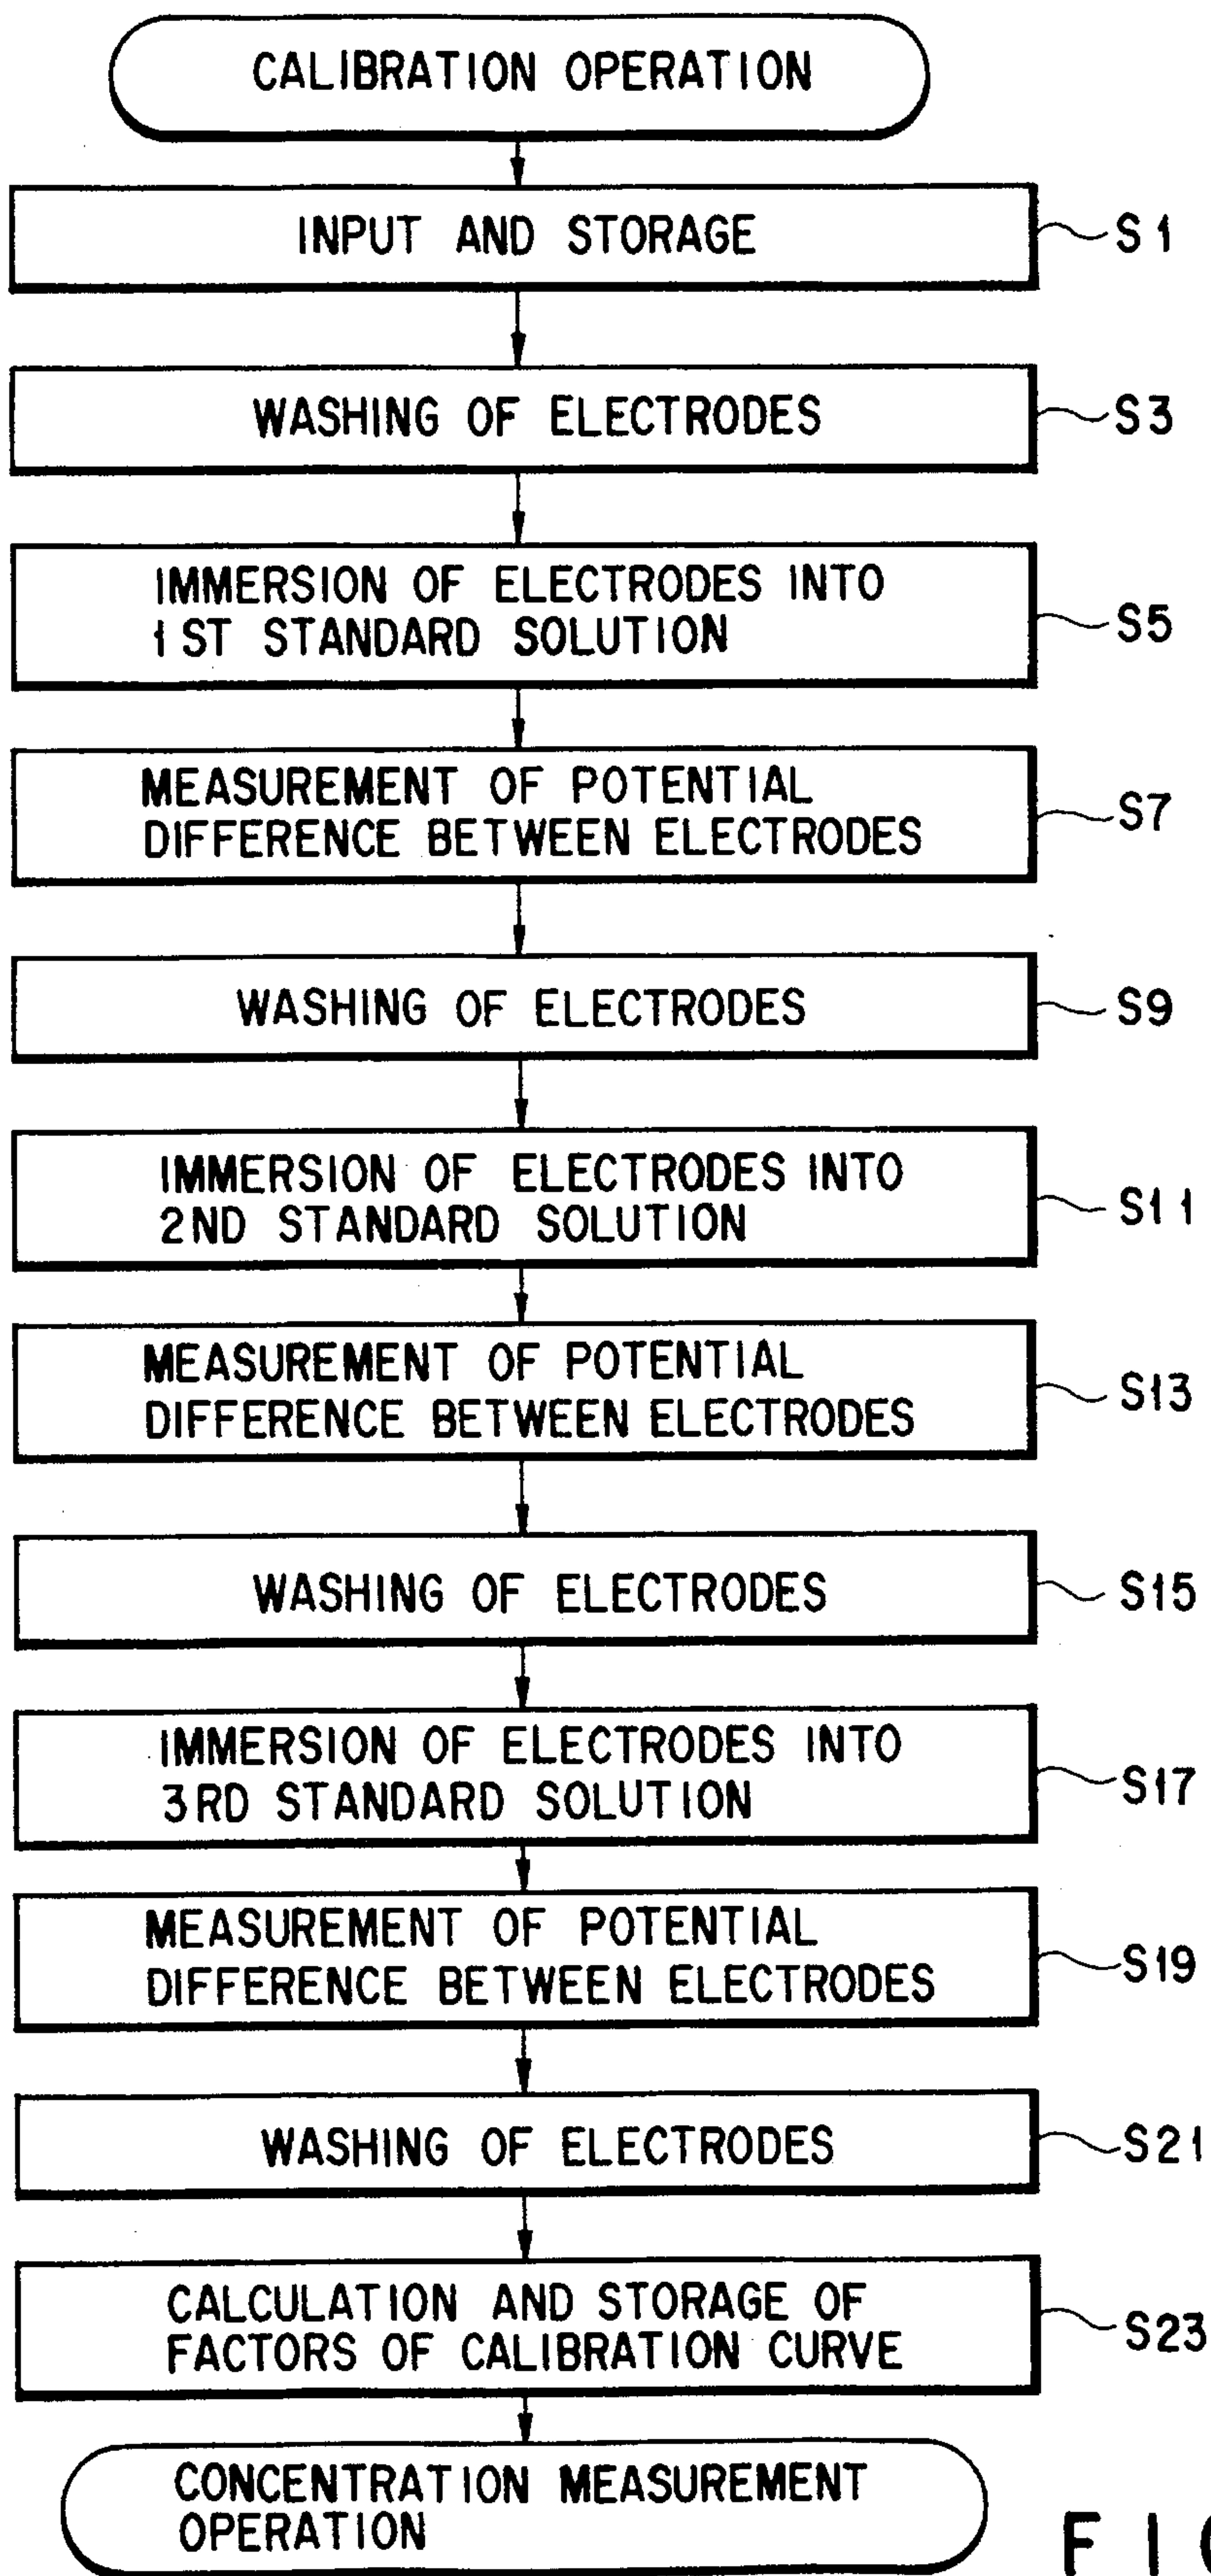 CALIBRATION OPERATION
INPUT AND STORAGE
S1
WASHING OF ELECTRODES
S3
IMMERSION OF ELECTRODES INTO
1ST STANDARD SOLUTION
S5
MEASUREMENT OF POTENTIAL
DIFFERENCE BETWEEN ELECTRODES
S7
WASHING OF ELECTRODES
S9
IMMERSION OF ELECTRODES INTO
2ND STANDARD SOLUTION
S11
MEASUREMENT OF POTENTIAL
DIFFERENCE BETWEEN ELECTRODES
S13
WASHING OF ELECTRODES
S15
IMMERSION OF ELECTRODES INTO
3RD STANDARD SOLUTION
S17
MEASUREMENT OF POTENTIAL
DIFFERENCE BETWEEN ELECTRODES
S19
WASHING OF ELECTRODES
S21
CALCULATION AND STORAGE OF
FACTORS OF CALIBRATION CURVE
S23
CONCENTRATION MEASUREMENT
OPERATION